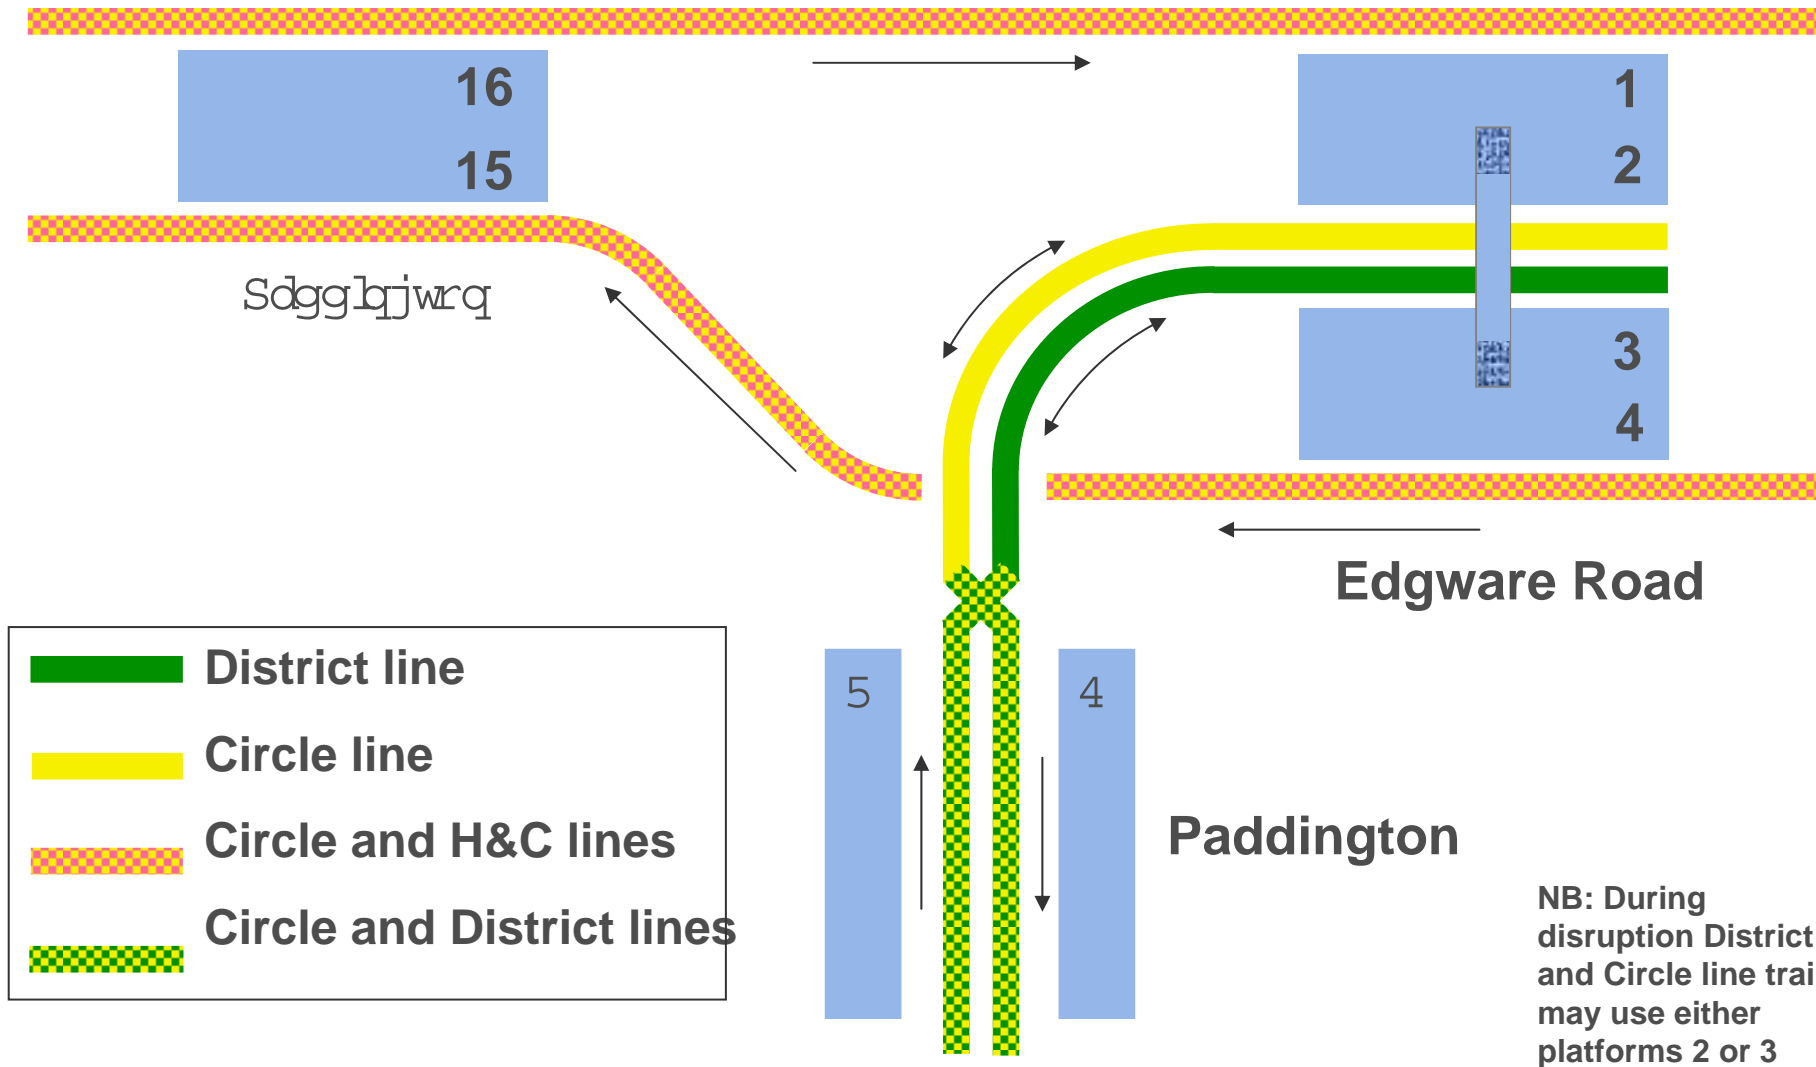 16
15
Sdgglqjwrq
1
2
3
4
Edgware Road
District line
Circle line
Circle and H&C lines
Circle and District lines
5
4
Paddington
NB: During
disruption District
and Circle line trai
may use either
platforms 2 or 3